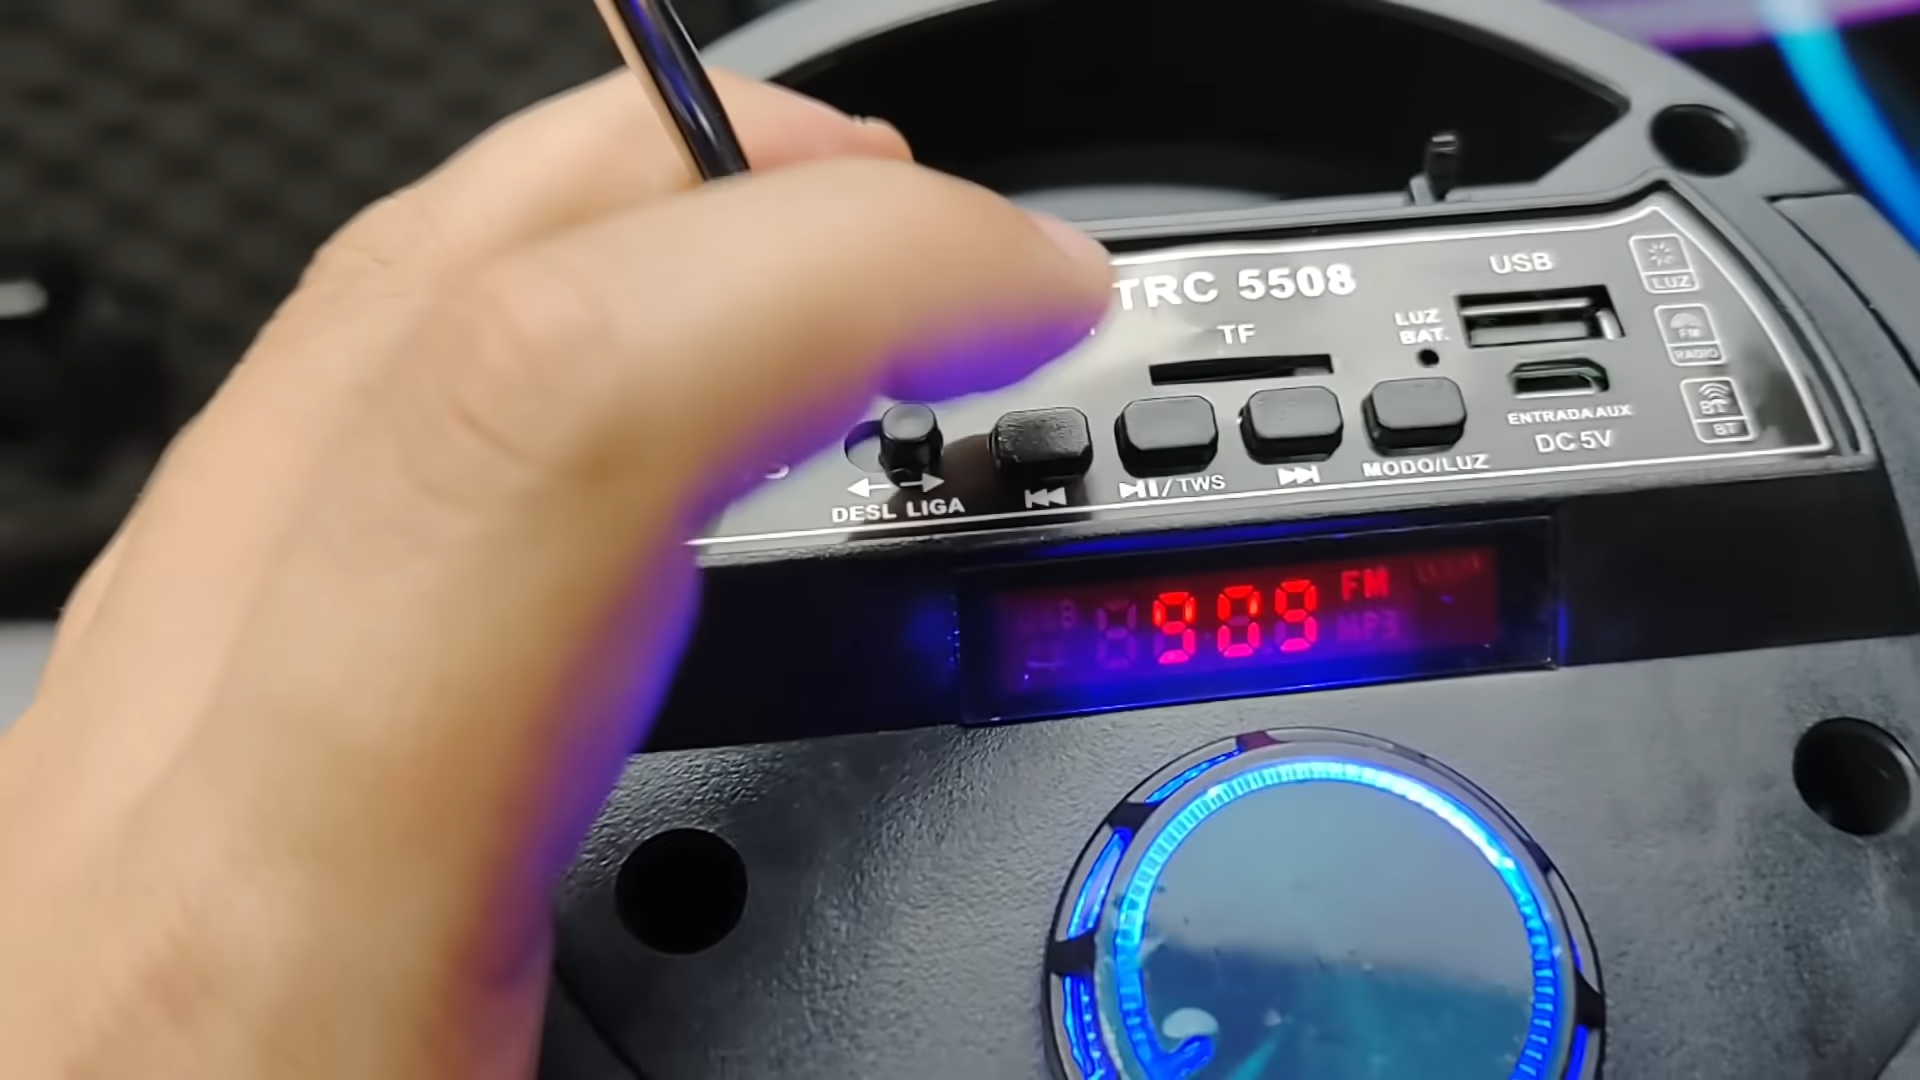 TRC 5508
USB
LUZ
TF
LUZ
BAT.
FM
RADIO
ENTRADA AUX
DC 5V
BT
BT
DESL LIGA
/TWS
MODO/LUZ
909 FM
MP3